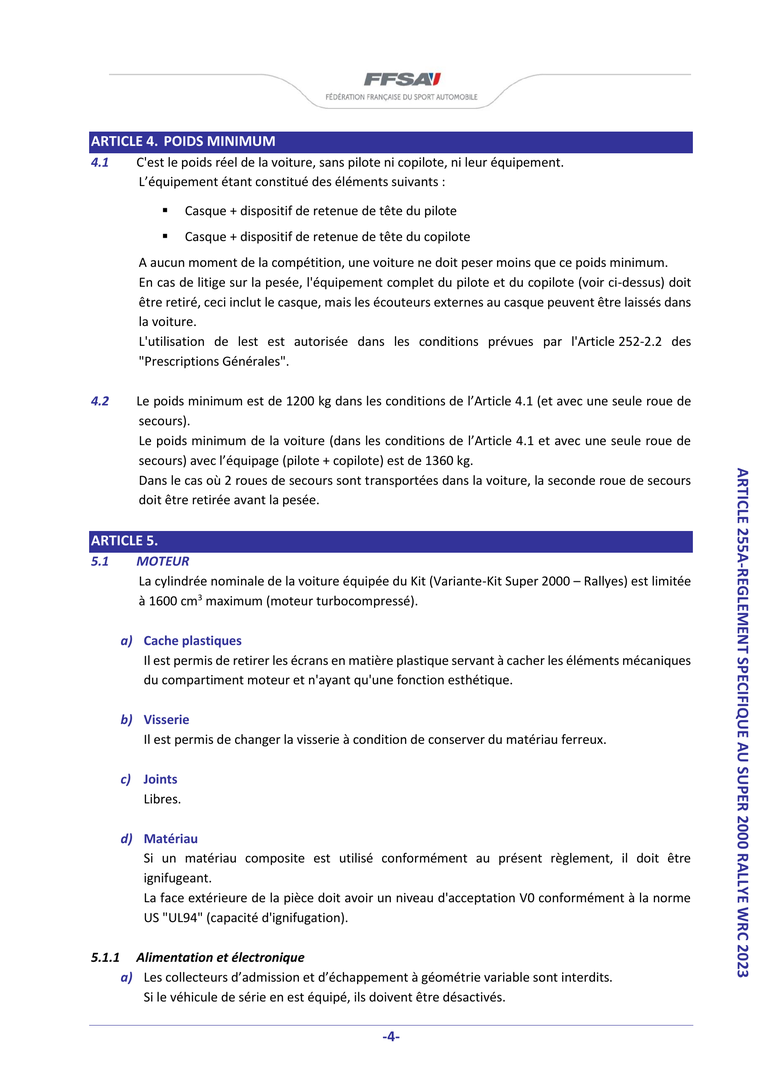 FFSA
FÉDÉRATION FRANÇAISE DU SPORT AUTOMOBILE
ARTICLE 4. POIDS MINIMUM
4.1 C'est le poids réel de la voiture, sans pilote ni copilote, ni leur équipement.
L’équipement étant constitué des éléments suivants :
▪ Casque + dispositif de retenue de tête du pilote
▪ Casque + dispositif de retenue de tête du copilote
A aucun moment de la compétition, une voiture ne doit peser moins que ce poids minimum.
En cas de litige sur la pesée, l'équipement complet du pilote et du copilote (voir ci-dessus) doit
être retiré, ceci inclut le casque, mais les écouteurs externes au casque peuvent être laissés dans
la voiture.
L'utilisation de lest est autorisée dans les conditions prévues par l'Article 252-2.2 des
"Prescriptions Générales".
4.2 Le poids minimum est de 1200 kg dans les conditions de l’Article 4.1 (et avec une seule roue de
secours).
Le poids minimum de la voiture (dans les conditions de l’Article 4.1 et avec une seule roue de
secours) avec l’équipage (pilote + copilote) est de 1360 kg.
Dans le cas où 2 roues de secours sont transportées dans la voiture, la seconde roue de secours
doit être retirée avant la pesée.
ARTICLE 5.
5.1 MOTEUR
La cylindrée nominale de la voiture équipée du Kit (Variante-Kit Super 2000 – Rallyes) est limitée
à 1600 cm³ maximum (moteur turbocompressé).
a) Cache plastiques
Il est permis de retirer les écrans en matière plastique servant à cacher les éléments mécaniques
du compartiment moteur et n'ayant qu'une fonction esthétique.
b) Visserie
Il est permis de changer la visserie à condition de conserver du matériau ferreux.
c) Joints
Libres.
d) Matériau
Si un matériau composite est utilisé conformément au présent règlement, il doit être
ignifugeant.
La face extérieure de la pièce doit avoir un niveau d'acceptation V0 conformément à la norme
US "UL94" (capacité d'ignifugation).
5.1.1 Alimentation et électronique
a) Les collecteurs d’admission et d’échappement à géométrie variable sont interdits.
Si le véhicule de série en est équipé, ils doivent être désactivés.
-4-
ARTICLE 255A-REGLEMENT SPECIFIQUE AU SUPER 2000 RALLYE WRC 2023